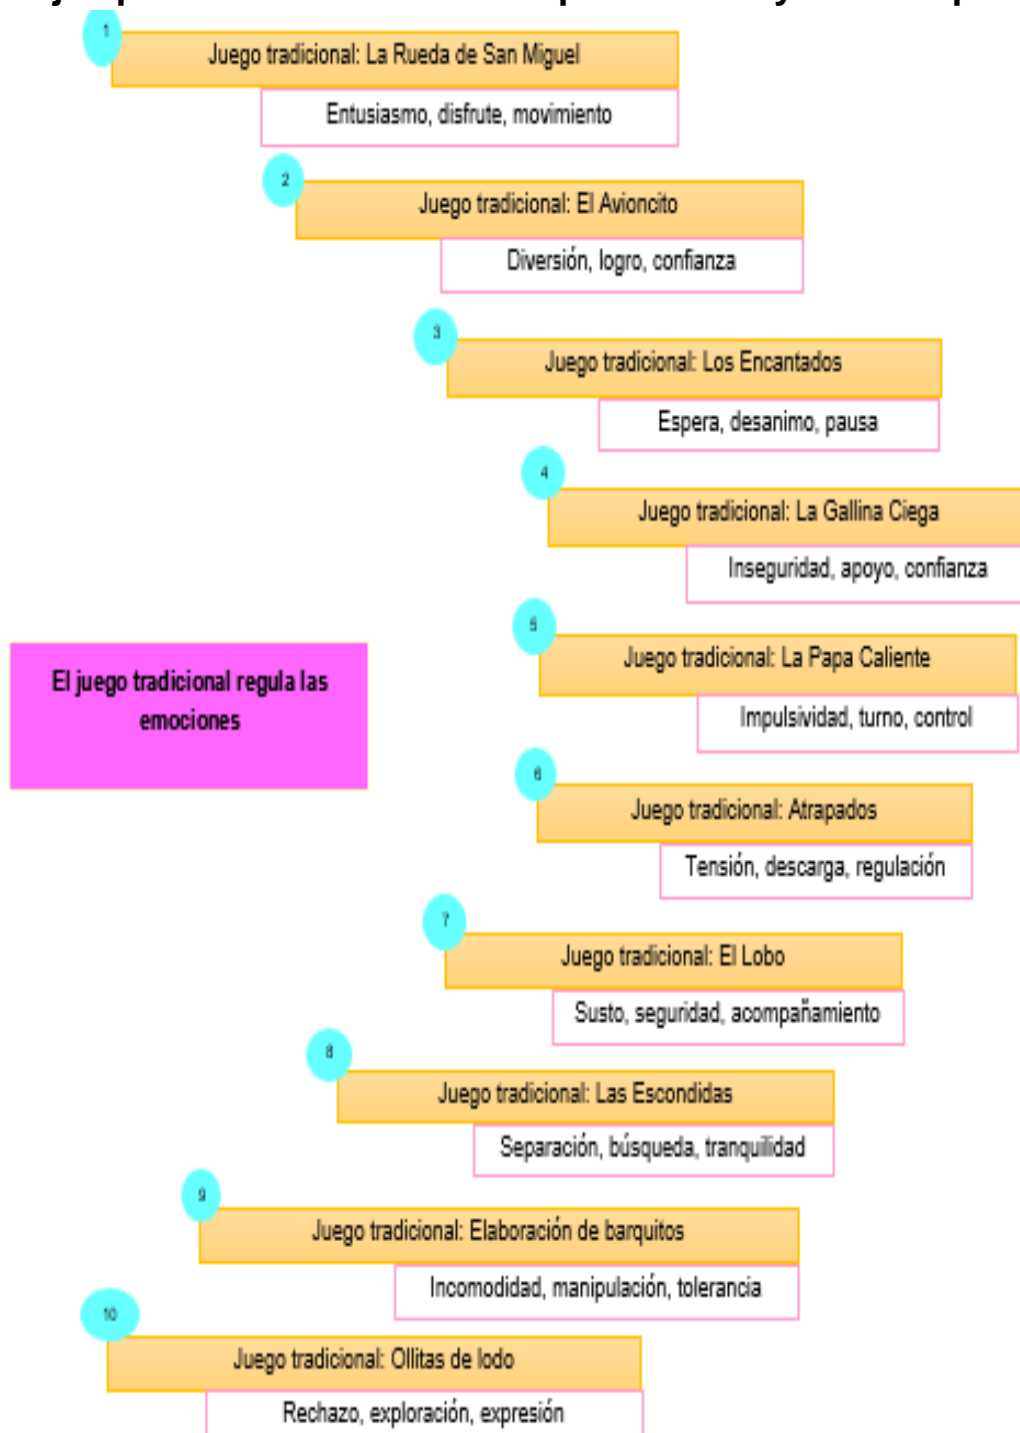 1
Juego tradicional: La Rueda de San Miguel
Entusiasmo, disfrute, movimiento
2
Juego tradicional: El Avioncito
Diversión, logro, confianza
3
Juego tradicional: Los Encantados
Espera, desanimo, pausa
4
Juego tradicional: La Gallina Ciega
Inseguridad, apoyo, confianza
5
Juego tradicional: La Papa Caliente
Impulsividad, turno, control
El juego tradicional regula las
emociones
6
Juego tradicional: Atrapados
Tensión, descarga, regulación
7
Juego tradicional: El Lobo
Susto, seguridad, acompañamiento
8
Juego tradicional: Las Escondidas
Separación, búsqueda, tranquilidad
9
Juego tradicional: Elaboración de barquitos
Incomodidad, manipulación, tolerancia
10
Juego tradicional: Ollitas de lodo
Rechazo, exploración, expresión